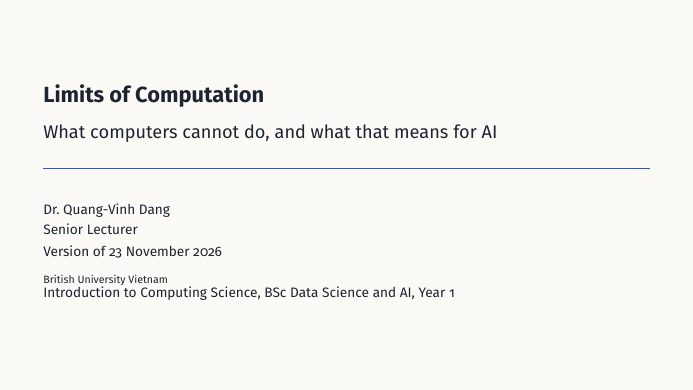 Limits of Computation
What computers cannot do, and what that means for AI
Dr. Quang-Vinh Dang
Senior Lecturer
Version of 23 November 2026
British University Vietnam
Introduction to Computing Science, BSc Data Science and AI, Year 1